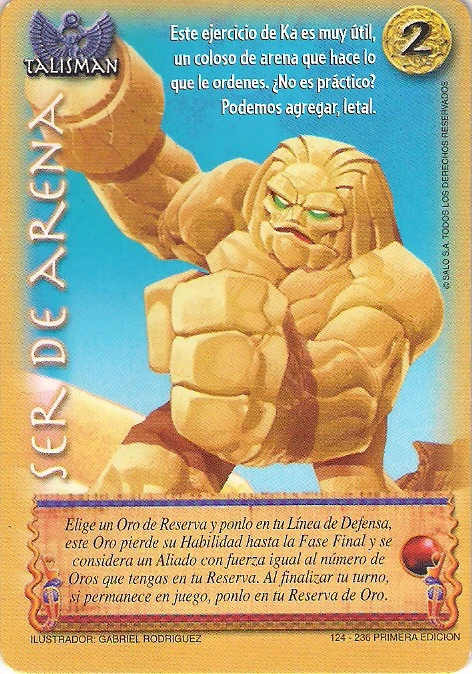 TALISMAN
Este ejercicio de Ka es muy útil,
un coloso de arena que hace lo
que le ordenes. ¿No es práctico?
Podemos agregar, letal.
2
SER DE ARENA
© SALO S.A. TODOS LOS DERECHOS RESERVADOS
Elige un Oro de Reserva y ponlo en tu Línea de Defensa,
este Oro pierde su Habilidad hasta la Fase Final y se
considera un Aliado con fuerza igual al número de
Oros que tengas en tu Reserva. Al finalizar tu turno,
si permanece en juego, ponlo en tu Reserva de Oro.
ILUSTRADOR: GABRIEL RODRIGUEZ
124 - 236 PRIMERA EDICION